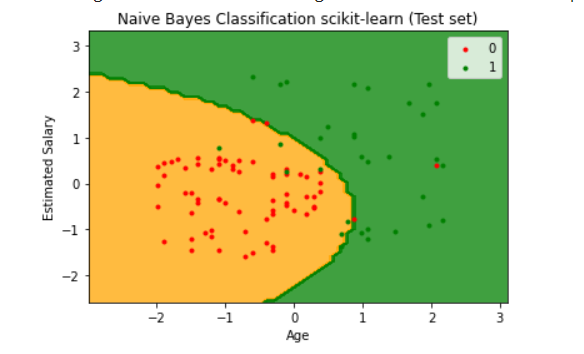 Naive Bayes Classification scikit-learn (Test set)
0
1
3
2
1
0
−1
−2
Estimated Salary
−2 −1 0 1 2 3
Age